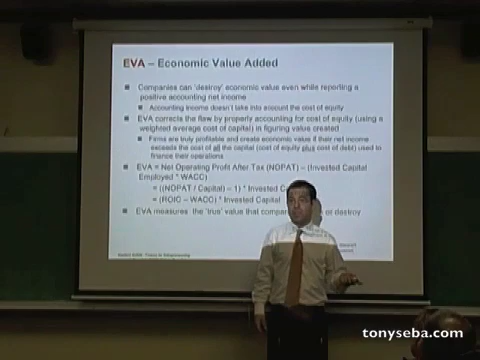 EVA – Economic Value Added
Companies can 'destroy' economic value even while reporting a
positive accounting net income
Accounting income doesn't take into account the cost of equity
EVA corrects the flaw by properly accounting for cost of equity (using a
weighted average cost of capital) in figuring value created
Firms are truly profitable and create economic value if their net income
exceeds the cost of all the capital (cost of equity plus cost of debt) used to
finance their operations
EVA = Net Operating Profit After Tax (NOPAT) – (Invested Capital
Employed * WACC)
= ((NOPAT / Capital) – 1) * Invested C
= (ROIC – WACC) * Invested Capital
EVA measures the 'true' value that compan or destroy
tonyseba.com